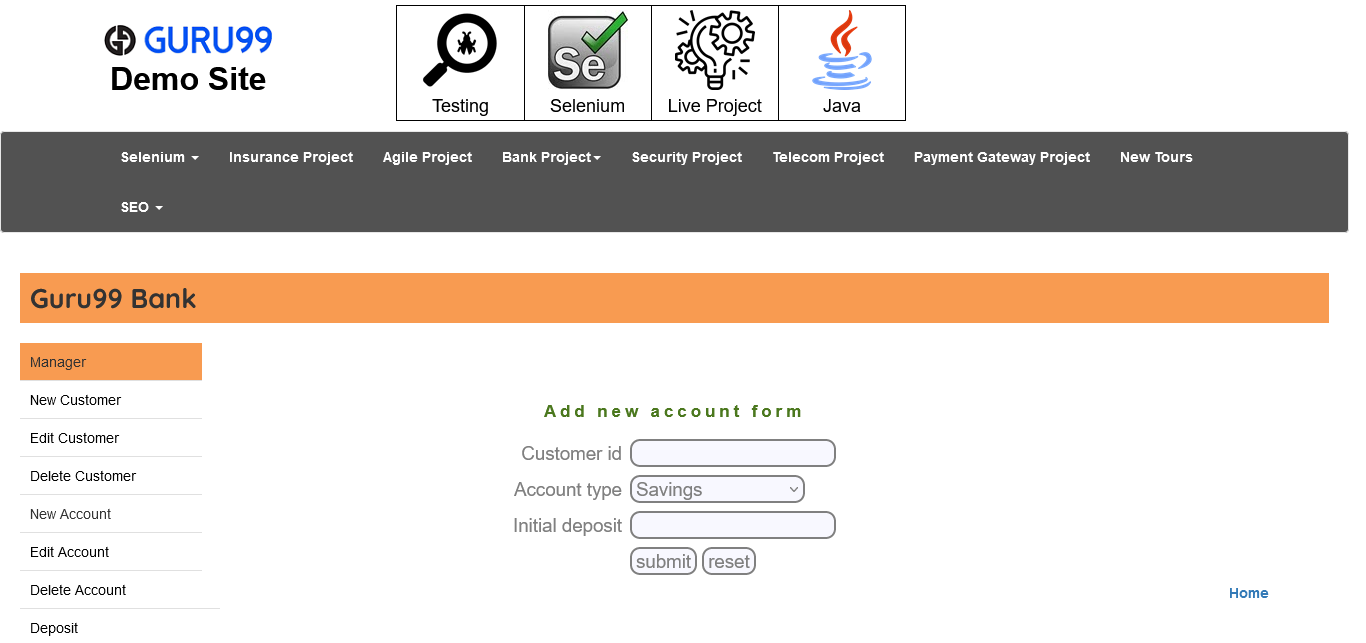 GURU99
Demo Site
Se
Testing
Selenium
Live Project
Java
Selenium
Insurance Project
Agile Project
Bank Project
Security Project
Telecom Project
Payment Gateway Project
New Tours
SEO
Guru99 Bank
Manager
New Customer
Edit Customer
Delete Customer
New Account
Edit Account
Delete Account
Deposit
Add new account form
Customer id
Account type Savings
Initial deposit
submit reset
Home